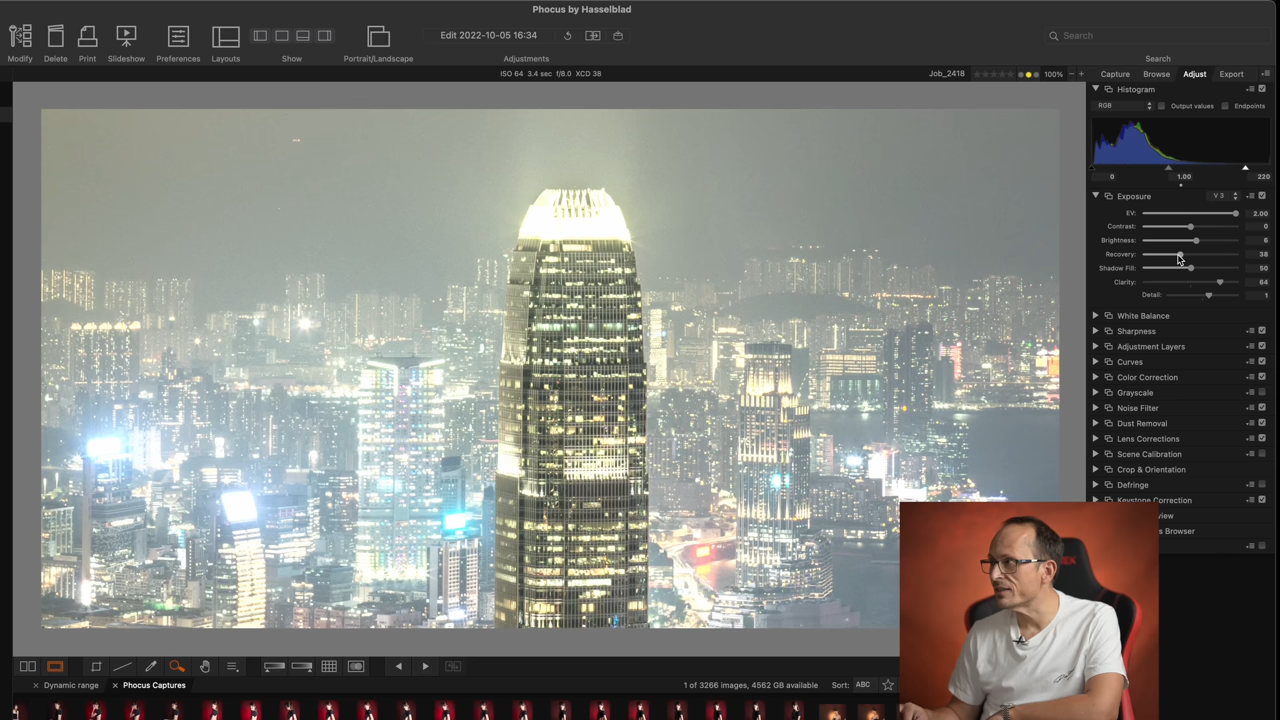 Phocus by Hasselblad
Edit 2022-10-05 16:34
Search
Modify Delete Print Slideshow Preferences Layouts Show Portrait/Landscape Adjustments Search
ISO 64 3.4 sec f/8.0 XCD 38
Job_2418 100% − +
Capture Browse Adjust Export
Histogram
RGB Output values Endpoints
0 1.00 220
Exposure V 3
EV: 2.00
Contrast: 0
Brightness: 6
Recovery: 38
Shadow Fill: 50
Clarity: 64
Detail: 1
White Balance
Sharpness
Adjustment Layers
Curves
Color Correction
Grayscale
Noise Filter
Dust Removal
Lens Corrections
Scene Calibration
Crop & Orientation
Defringe
Keystone Correction
Browser
Dynamic range
Phocus Captures
1 of 3266 images, 4562 GB available
Sort: ABC